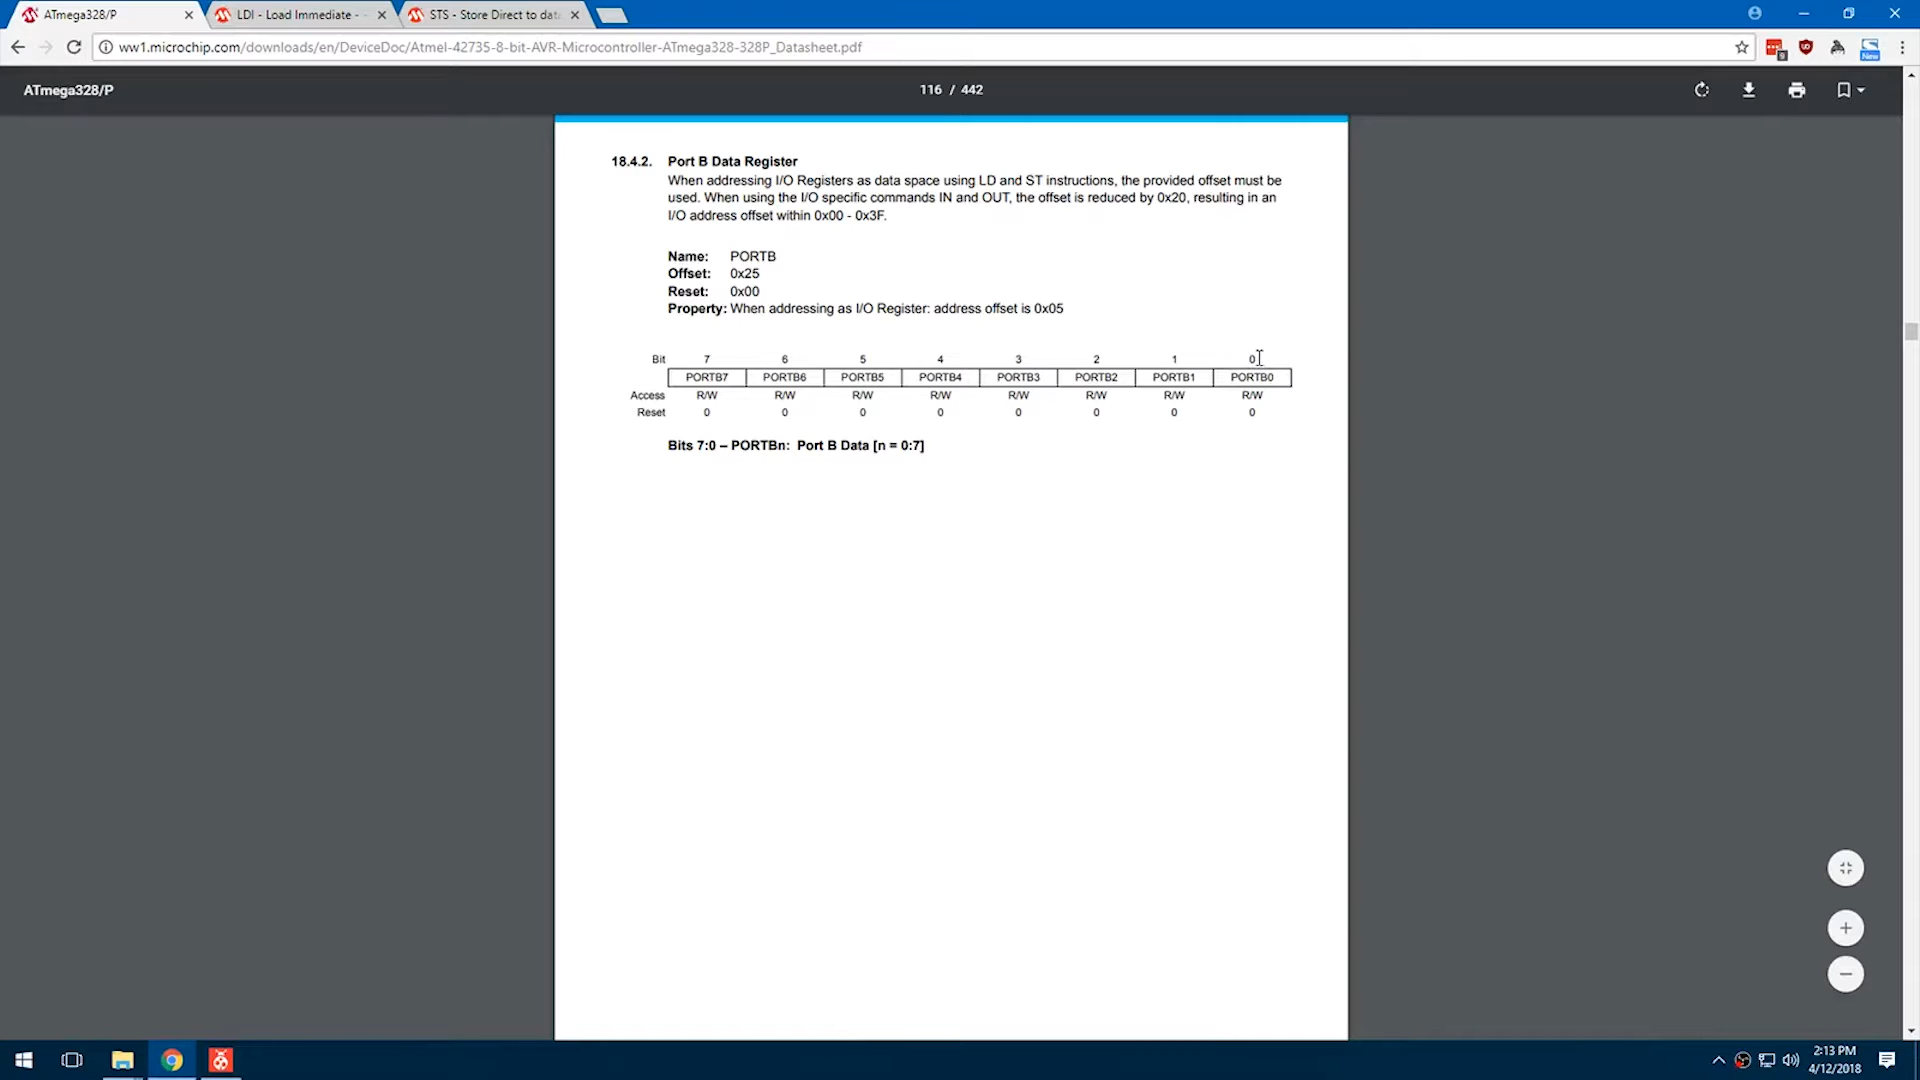 ATmega328/P
LDI - Load Immediate -
STS - Store Direct to data
ww1.microchip.com/downloads/en/DeviceDoc/Atmel-42735-8-bit-AVR-Microcontroller-ATmega328-328P_Datasheet.pdf
9
New
ATmega328/P
116 / 442
18.4.2. Port B Data Register
When addressing I/O Registers as data space using LD and ST instructions, the provided offset must be
used. When using the I/O specific commands IN and OUT, the offset is reduced by 0x20, resulting in an
I/O address offset within 0x00 - 0x3F.
Name: PORTB
Offset: 0x25
Reset: 0x00
Property: When addressing as I/O Register: address offset is 0x05
Bit 7 6 5 4 3 2 1 0
PORTB7 PORTB6 PORTB5 PORTB4 PORTB3 PORTB2 PORTB1 PORTB0
Access R/W R/W R/W R/W R/W R/W R/W R/W
Reset 0 0 0 0 0 0 0 0
Bits 7:0 – PORTBn: Port B Data [n = 0:7]
2:13 PM
4/12/2018